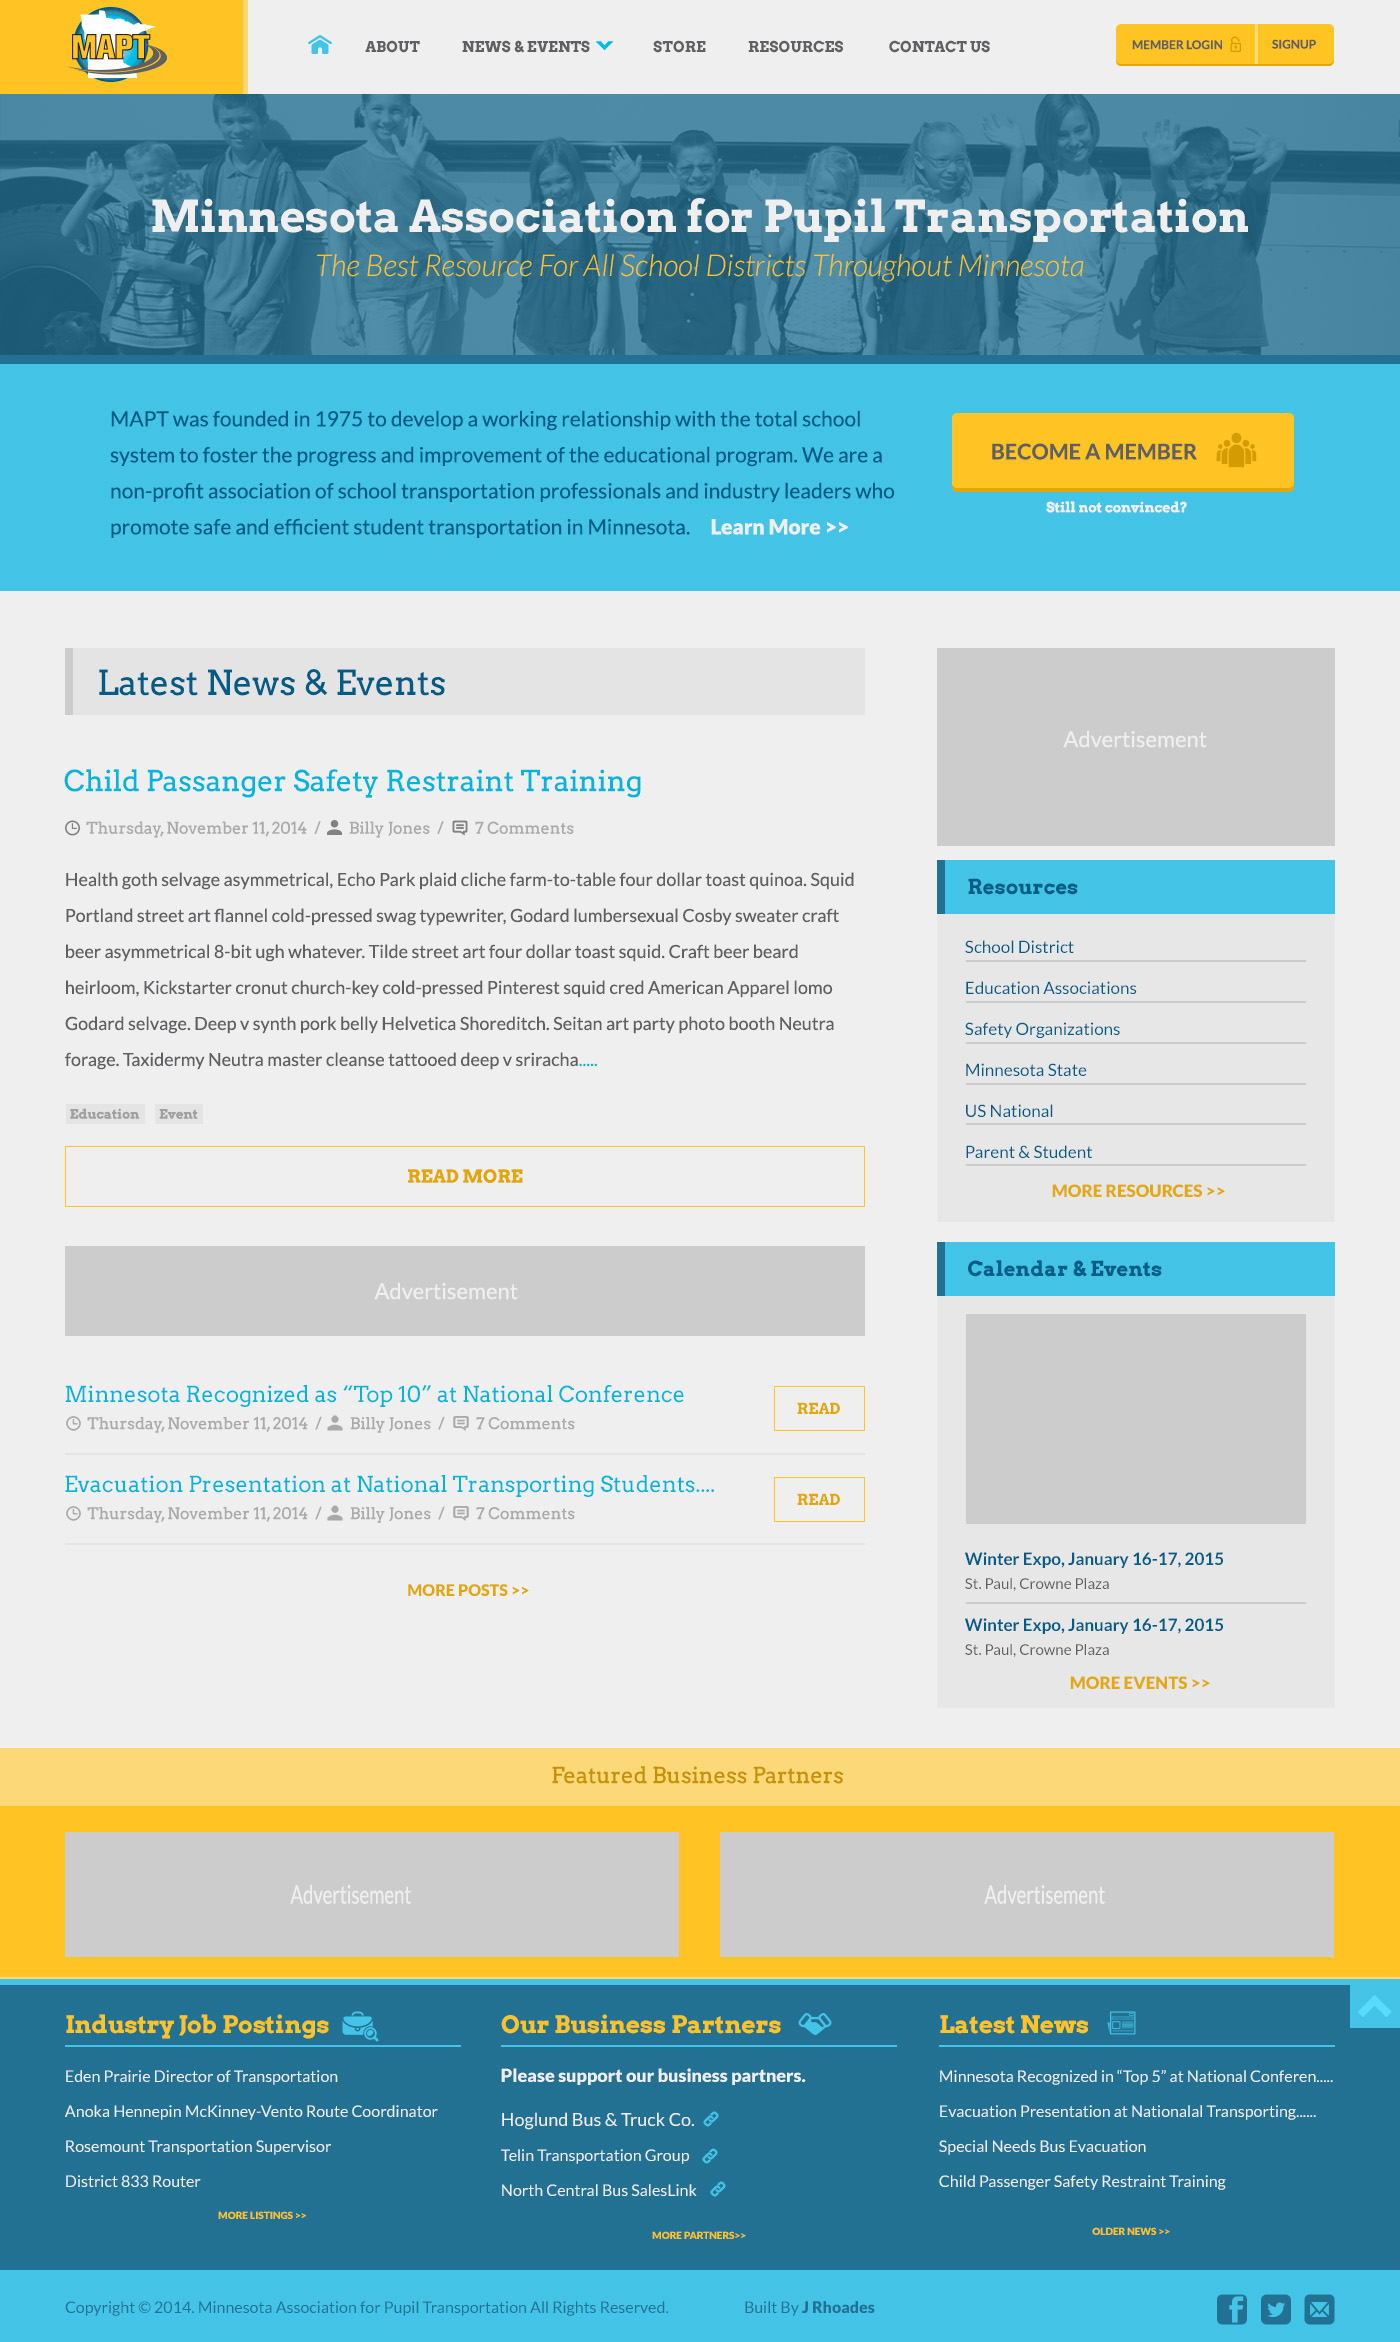 MAPT
ABOUT
NEWS & EVENTS
STORE
RESOURCES
CONTACT US
MEMBER LOGIN
SIGNUP
Minnesota Association for Pupil Transportation
The Best Resource For All School Districts Throughout Minnesota
MAPT was founded in 1975 to develop a working relationship with the total school
system to foster the progress and improvement of the educational program. We are a
non-profit association of school transportation professionals and industry leaders who
promote safe and efficient student transportation in Minnesota. Learn More >>
BECOME A MEMBER
Still not convinced?
Latest News & Events
Child Passanger Safety Restraint Training
Thursday, November 11, 2014 / Billy Jones / 7 Comments
Health goth selvage asymmetrical, Echo Park plaid cliche farm-to-table four dollar toast quinoa. Squid
Portland street art flannel cold-pressed swag typewriter, Godard lumbersexual Cosby sweater craft
beer asymmetrical 8-bit ugh whatever. Tilde street art four dollar toast squid. Craft beer beard
heirloom, Kickstarter cronut church-key cold-pressed Pinterest squid cred American Apparel lomo
Godard selvage. Deep v synth pork belly Helvetica Shoreditch. Seitan art party photo booth Neutra
forage. Taxidermy Neutra master cleanse tattooed deep v sriracha.....
Education Event
READ MORE
Advertisement
Minnesota Recognized as “Top 10” at National Conference
Thursday, November 11, 2014 / Billy Jones / 7 Comments
READ
Evacuation Presentation at National Transporting Students....
Thursday, November 11, 2014 / Billy Jones / 7 Comments
READ
MORE POSTS >>
Advertisement
Resources
School District
Education Associations
Safety Organizations
Minnesota State
US National
Parent & Student
MORE RESOURCES >>
Calendar & Events
Winter Expo, January 16-17, 2015
St. Paul, Crowne Plaza
Winter Expo, January 16-17, 2015
St. Paul, Crowne Plaza
MORE EVENTS >>
Featured Business Partners
Advertisement
Advertisement
Industry Job Postings
Eden Prairie Director of Transportation
Anoka Hennepin McKinney-Vento Route Coordinator
Rosemount Transportation Supervisor
District 833 Router
MORE LISTINGS >>
Our Business Partners
Please support our business partners.
Hoglund Bus & Truck Co.
Telin Transportation Group
North Central Bus SalesLink
MORE PARTNERS>>
Latest News
Minnesota Recognized in “Top 5” at National Conferen.....
Evacuation Presentation at Nationalal Transporting......
Special Needs Bus Evacuation
Child Passenger Safety Restraint Training
OLDER NEWS >>
Copyright © 2014. Minnesota Association for Pupil Transportation All Rights Reserved.
Built By J Rhoades